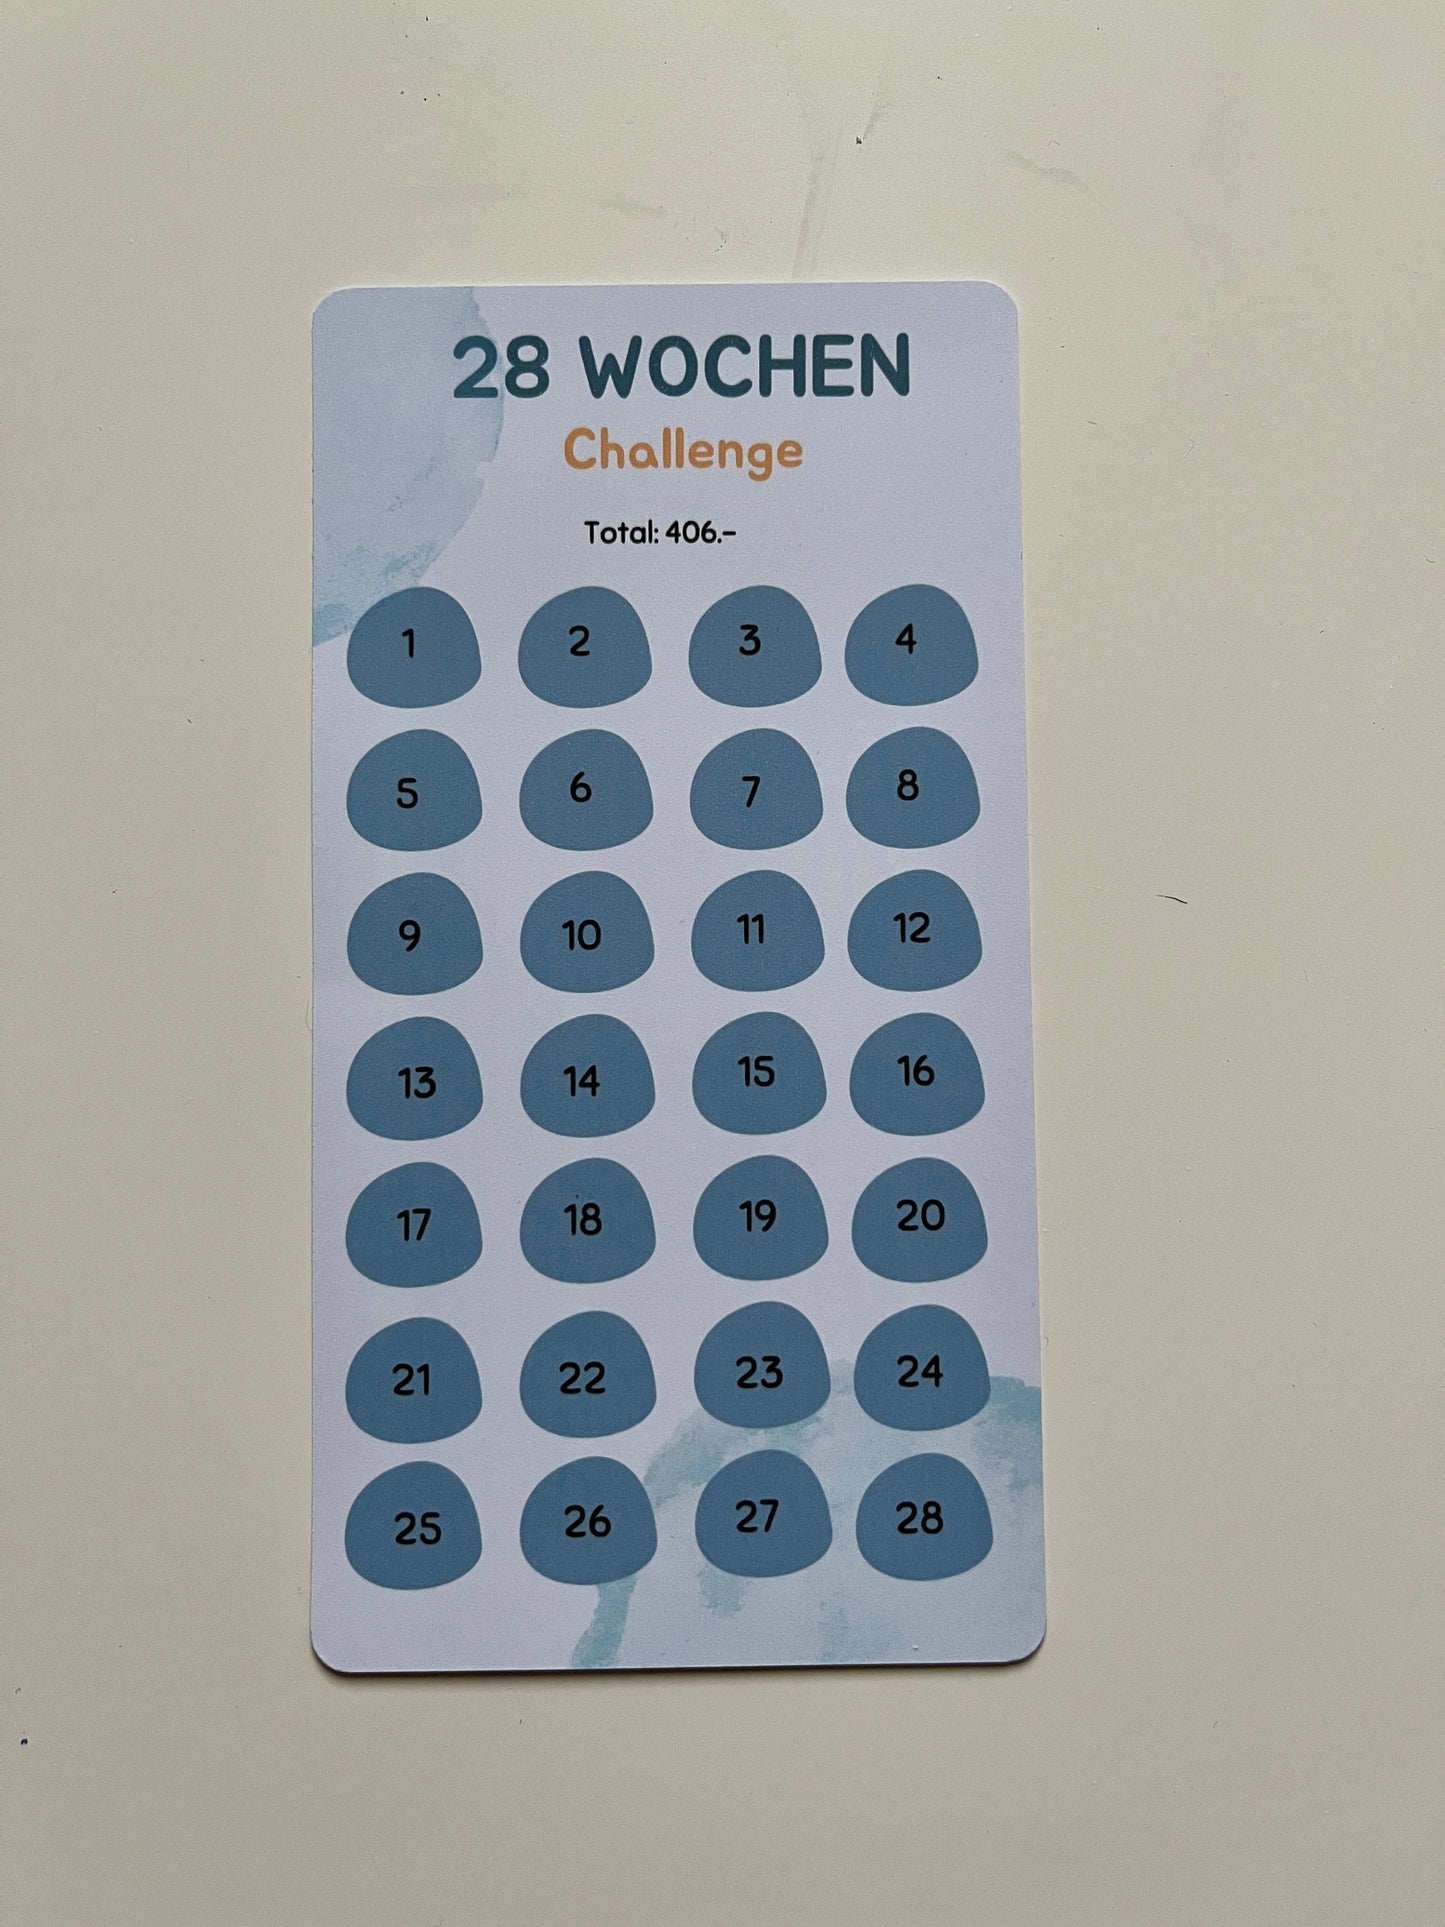 28 WOCHEN
Challenge
Total: 406.-
1 2 3 4
5 6 7 8
9 10 11 12
13 14 15 16
17 18 19 20
21 22 23 24
25 26 27 28